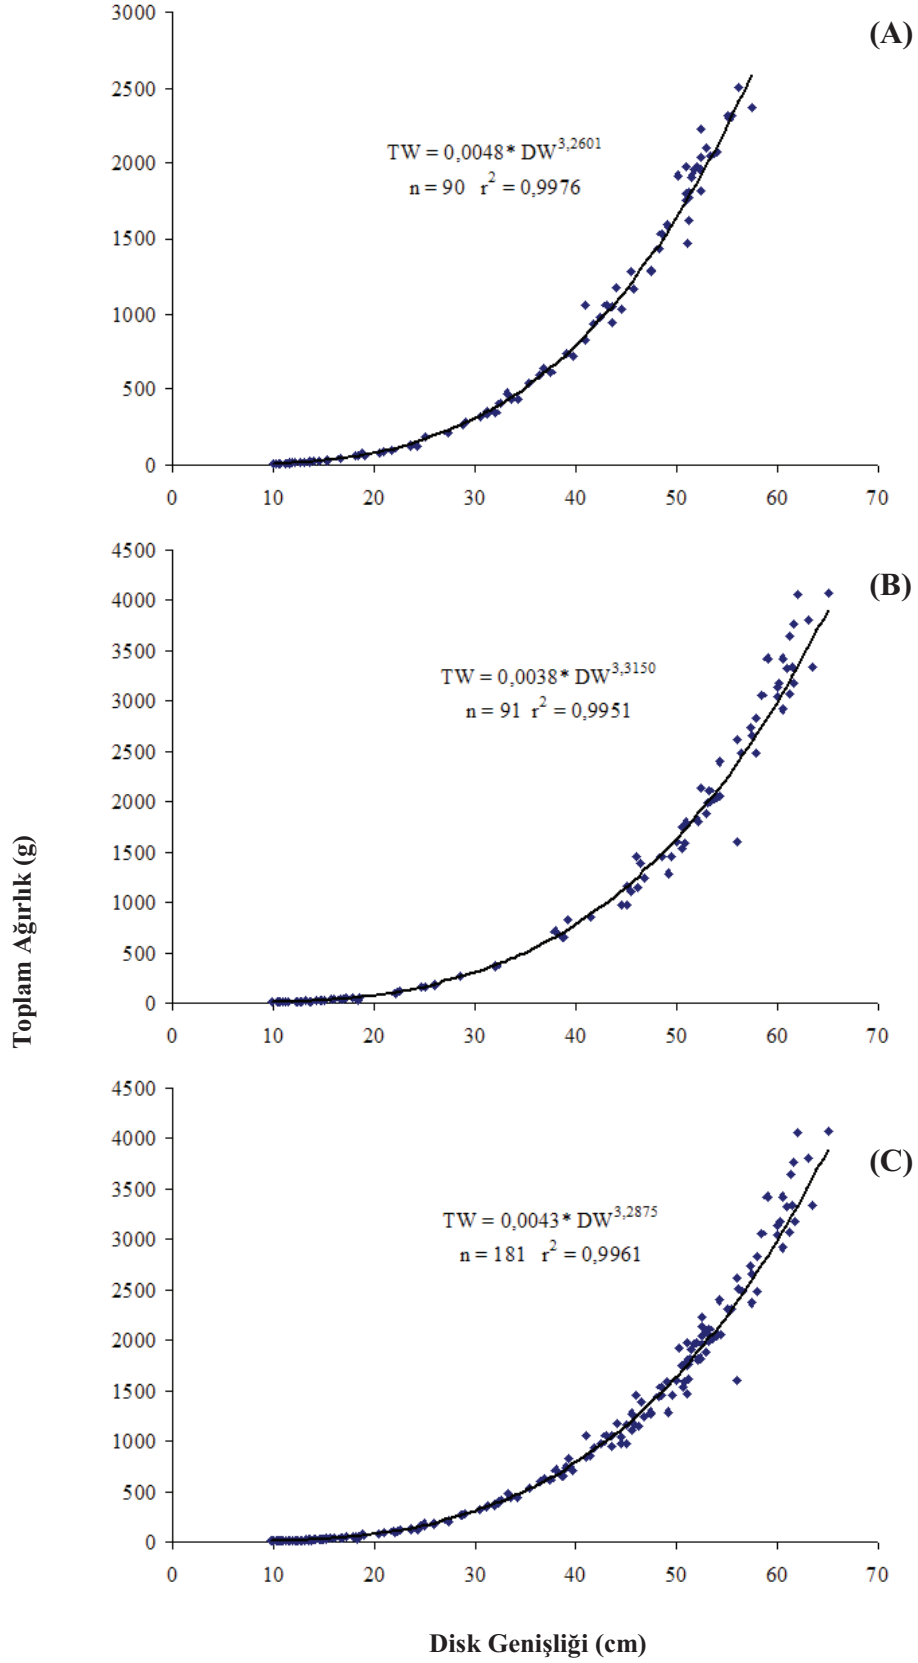 (A)
3000
2500
2000
1500
1000
500
0
TW = 0,0048* DW^3,2601
n = 90 r^2 = 0,9976
0 10 20 30 40 50 60 70
(B)
4500
4000
3500
3000
2500
2000
1500
1000
500
0
TW = 0,0038* DW^3,3150
n = 91 r^2 = 0,9951
0 10 20 30 40 50 60 70
Toplam Ağırlık (g)
(C)
4500
4000
3500
3000
2500
2000
1500
1000
500
0
TW = 0,0043* DW^3,2875
n = 181 r^2 = 0,9961
0 10 20 30 40 50 60 70
Disk Genişliği (cm)